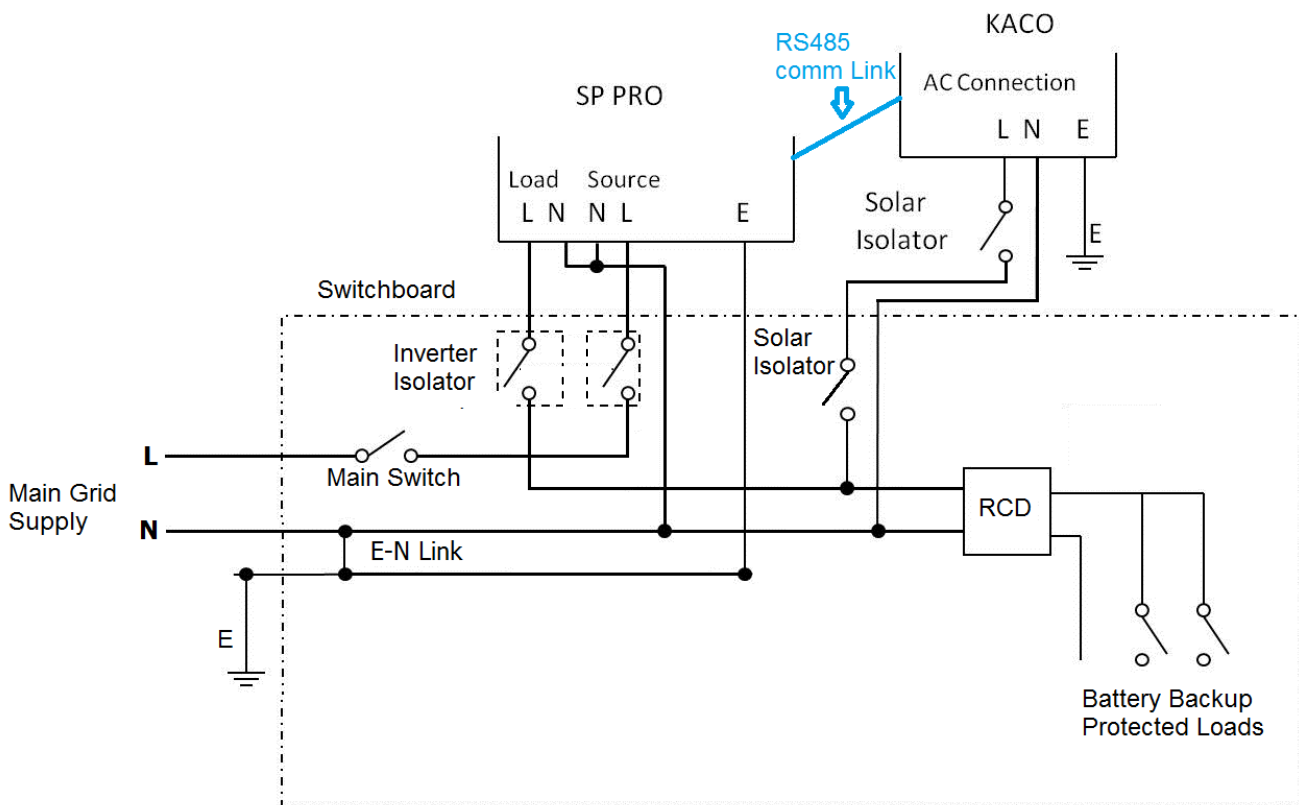 KACO
RS485
comm Link
AC Connection
L N E
SP PRO
Load Source
L N N L E
Solar
Isolator
E
Switchboard
Inverter
Isolator
Solar
Isolator
L
Main Switch
Main Grid
Supply
N
E-N Link
RCD
E
Battery Backup
Protected Loads